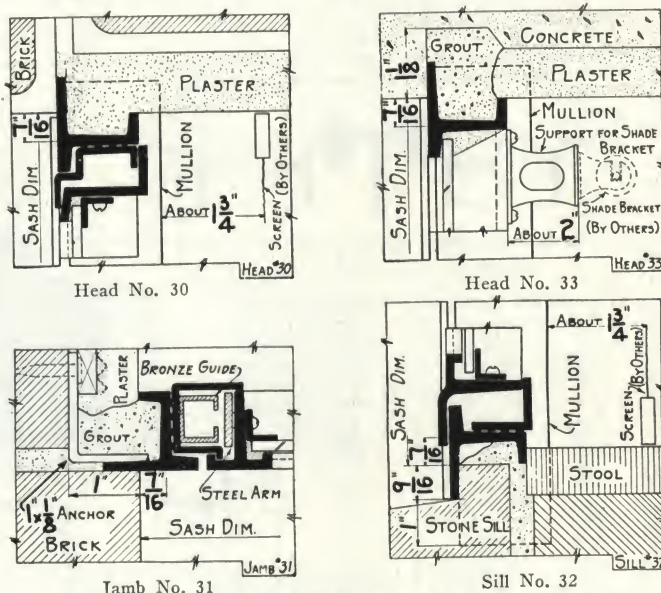 BRICK
PLASTER
7"
16
SASH DIM.
MULLION
ABOUT 1 3/4"
SCREEN (BY OTHERS)
HEAD #30
Head No. 30
CONCRETE
GROUT
PLASTER
1 1/8"
7"
16
MULLION
SUPPORT FOR SHADE
BRACKET
SASH DIM
SHADE BRACKET
(BY OTHERS)
ABOUT 2"
HEAD #33
Head No. 33
PLASTER
BRONZE GUIDE
GROUT
1"
7"
16
STEEL ARM
1" x 1/8" ANCHOR
SASH DIM.
BRICK
JAMB #31
Jamb No. 31
ABOUT 1 3/4"
SASH DIM.
MULLION
SCREEN (BY OTHERS)
7"
16
9"
16
STOOL
1"
STONE SILL
SILL #32
Sill No. 32